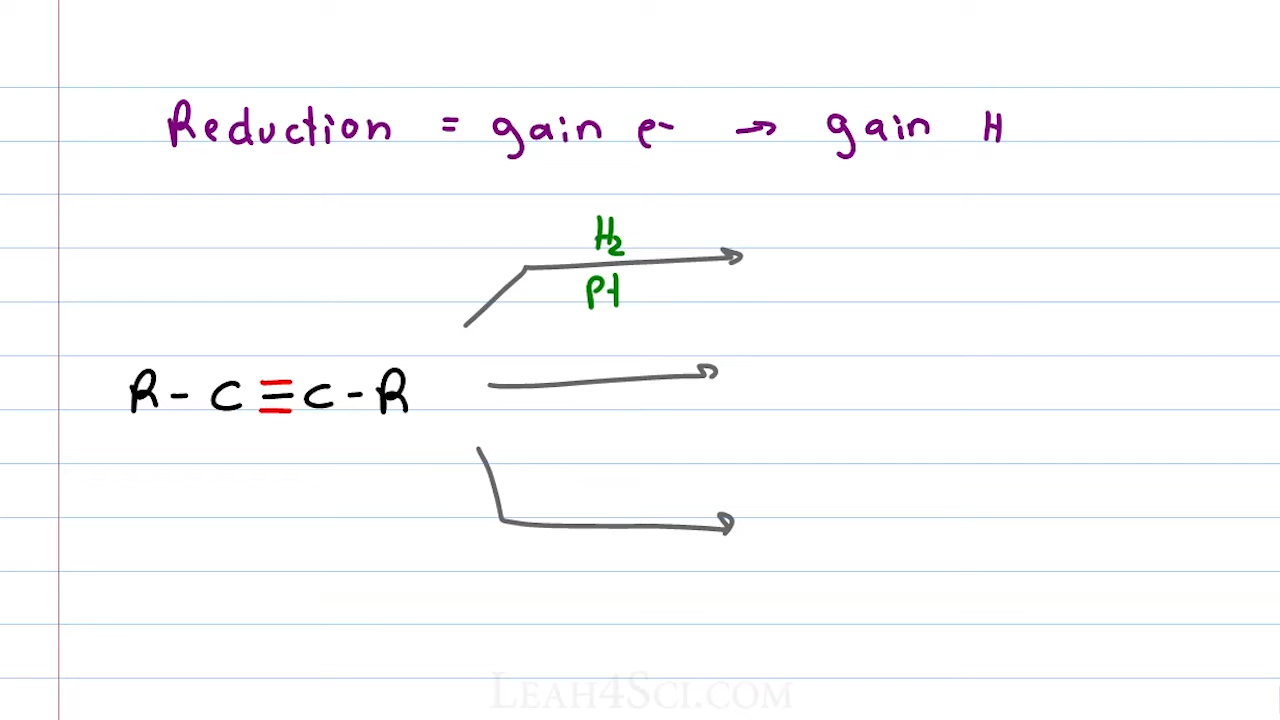 Reduction = gain e- → gain H
H2
Pt
R - C ≡ C - R
LEAH4SCI.COM